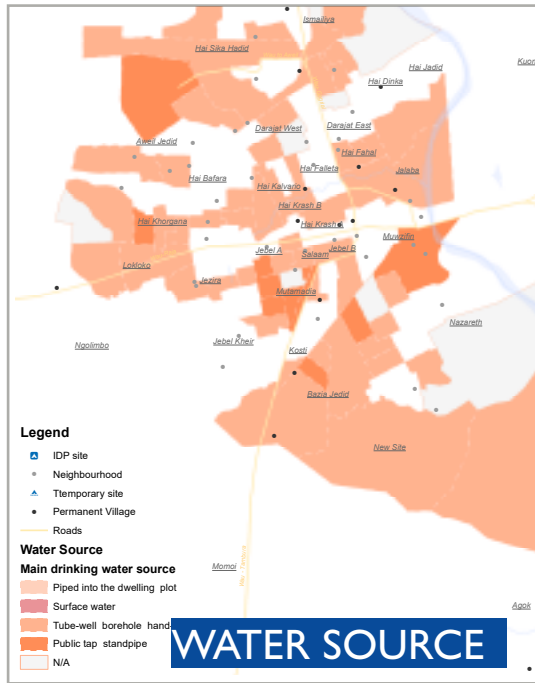 Ismailiya
Hai Sika Hadid
Hai Jadid
Kuom
Hai Dinka
Darajat West
Darajat East
Aweil Jedid
Hai Fahal
Hai Falleta
Jalaba
Hai Bafara
Hai Kalvario
Hai Krash B
Hai Khorgana
Hai Krash A
Muwzifin
Jebel A
Jebel B
Salaam
Lokloko
Jezira
Mutamadia
Nazareth
Ngolimbo
Jebel Kheir
Kosti
Bazia Jedid
New Site
Legend
IDP site
Neighbourhood
Ttemporary site
Permanent Village
Roads
Water Source
Main drinking water source
Piped into the dwelling plot
Surface water
Tube-well borehole hand-
Public tap standpipe
N/A
Momoi
Agok
WATER SOURCE